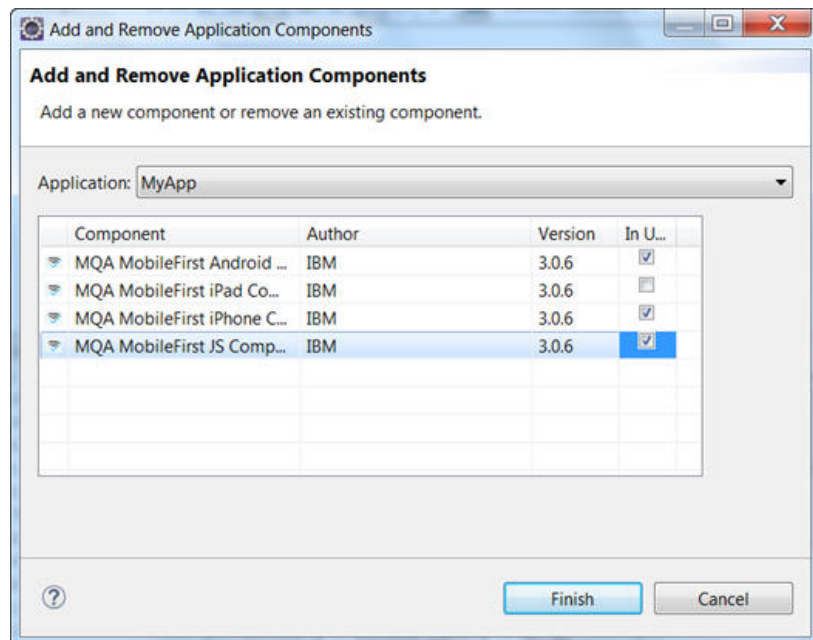 Add and Remove Application Components
Add and Remove Application Components
Add a new component or remove an existing component.
Application: MyApp
Component Author Version In U...
MQA MobileFirst Android ... IBM 3.0.6
MQA MobileFirst iPad Co... IBM 3.0.6
MQA MobileFirst iPhone C... IBM 3.0.6
MQA MobileFirst JS Comp... IBM 3.0.6
? Finish Cancel